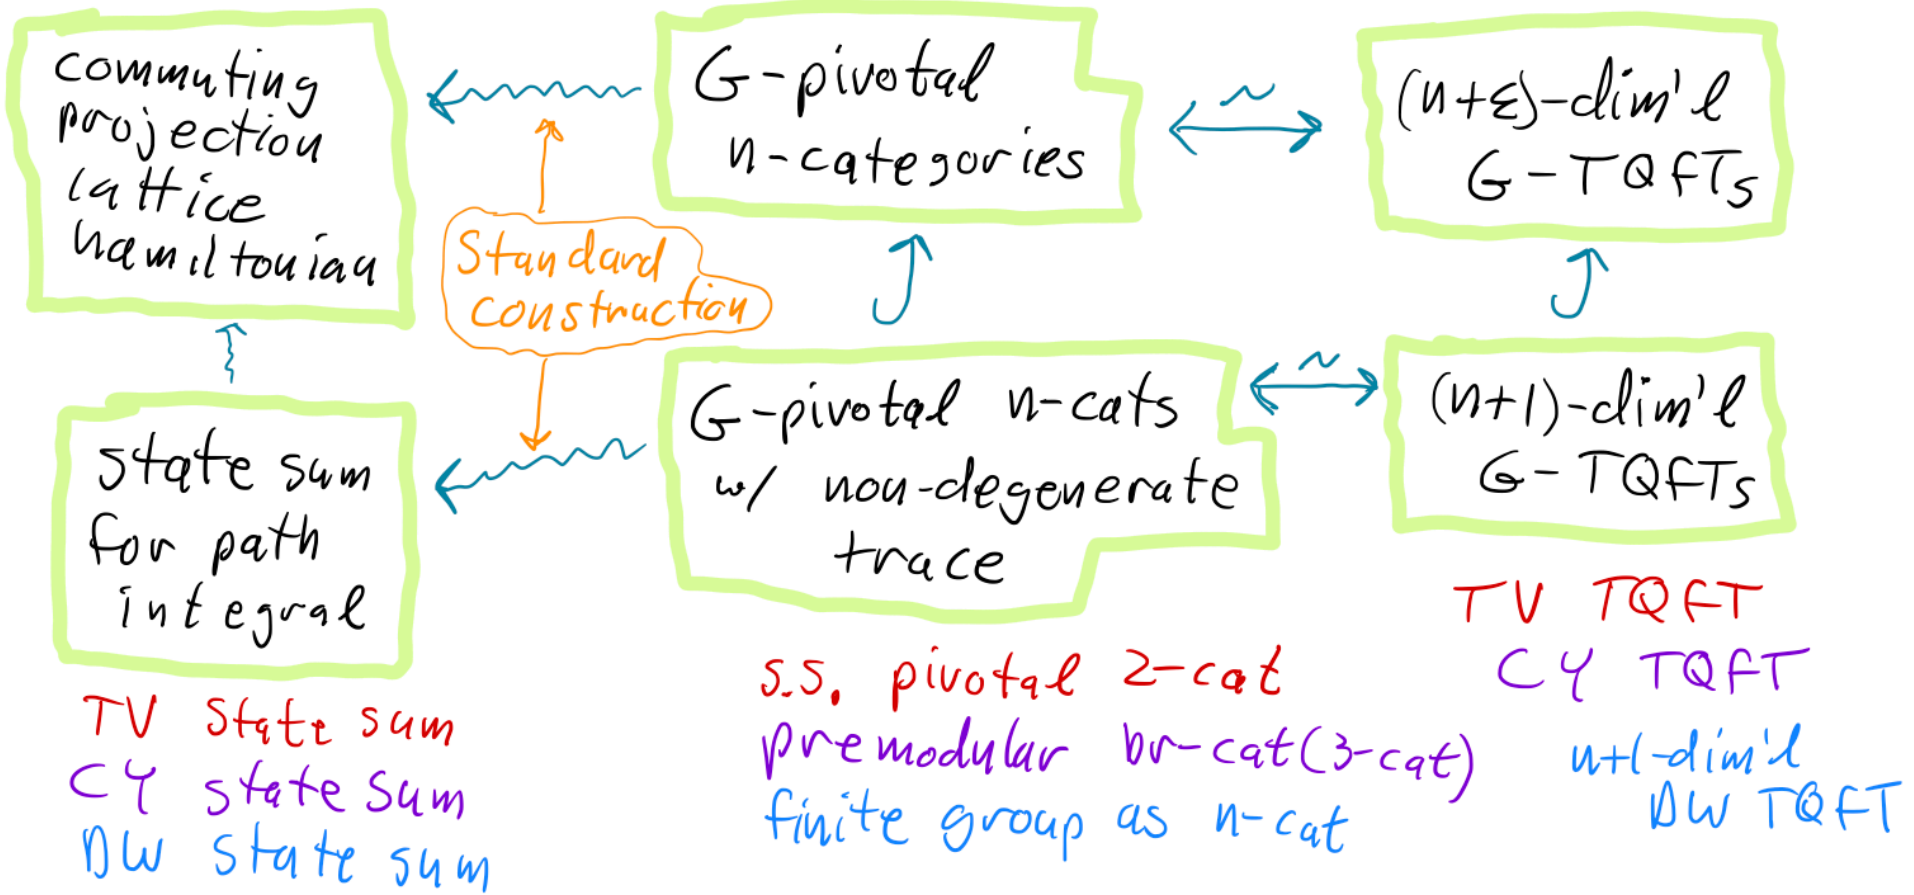 commuting
projection
lattice
hamiltonian
G-pivotal
n-categories
~
(n+ε)-dim'l
G-TQFTs
Standard
construction
state sum
for path
integral
G-pivotal n-cats
w/ non-degenerate
trace
~
(n+1)-dim'l
G-TQFTs
TV state sum
CY state sum
DW state sum
s.s. pivotal 2-cat
premodular br-cat(3-cat)
finite group as n-cat
TV TQFT
CY TQFT
n+1-dim'l
DW TQFT